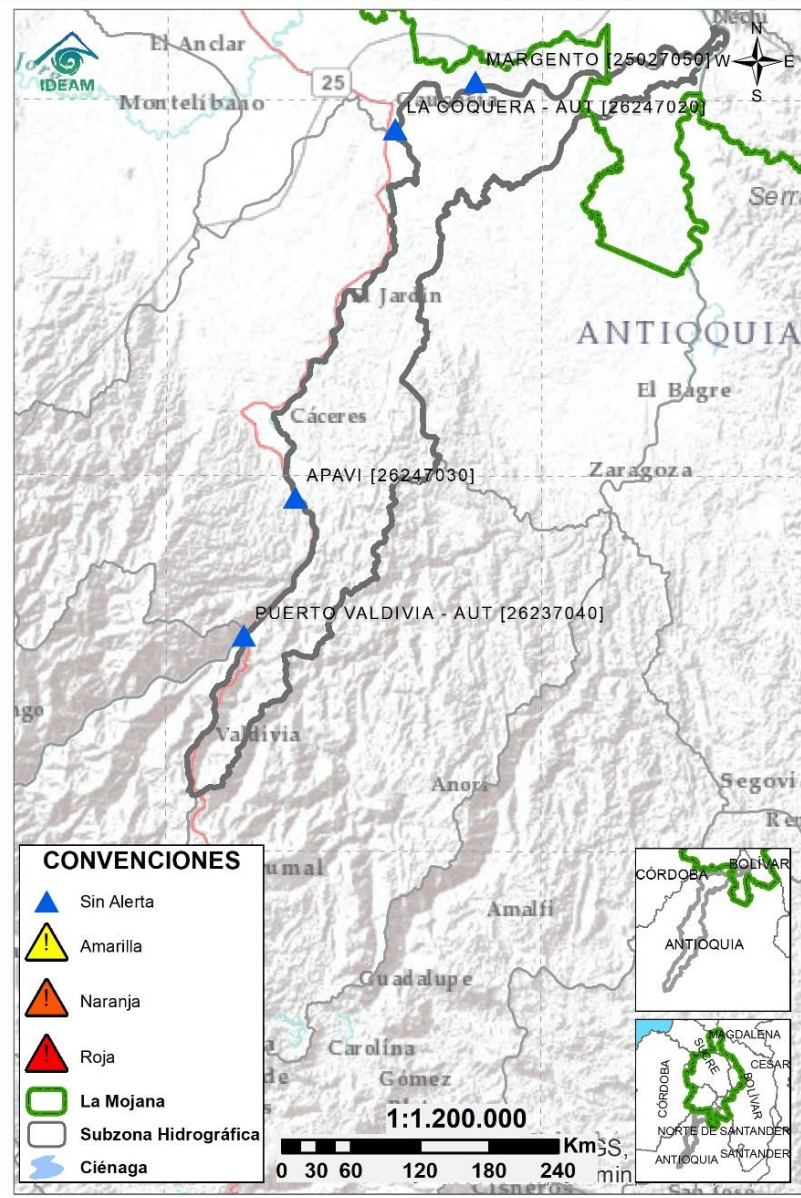 IDEAM
El Anclar
Nechí
N
W
E
S
MARGENTO [25027050]
25
Montelíbano
LA COQUERA - AUT [26247020]
El Jardín
ANTIOQUIA
El Bagre
Cáceres
Zaragoza
APAVI [26247030]
PUERTO VALDIVIA - AUT [26237040]
Valdivia
Anorí
Amalfi
Guadalupe
Carolina
Gómez
CONVENCIONES
Sin Alerta
Amarilla
Naranja
Roja
La Mojana
Subzona Hidrográfica
Ciénaga
1:1.200.000
Km
0 30 60 120 180 240
Cisneros
CÓRDOBA
BOLÍVAR
ANTIOQUIA
MAGDALENA
SUCRE
CESAR
CÓRDOBA
BOLÍVAR
NORTE DE SANTANDER
ANTIOQUIA
SANTANDER